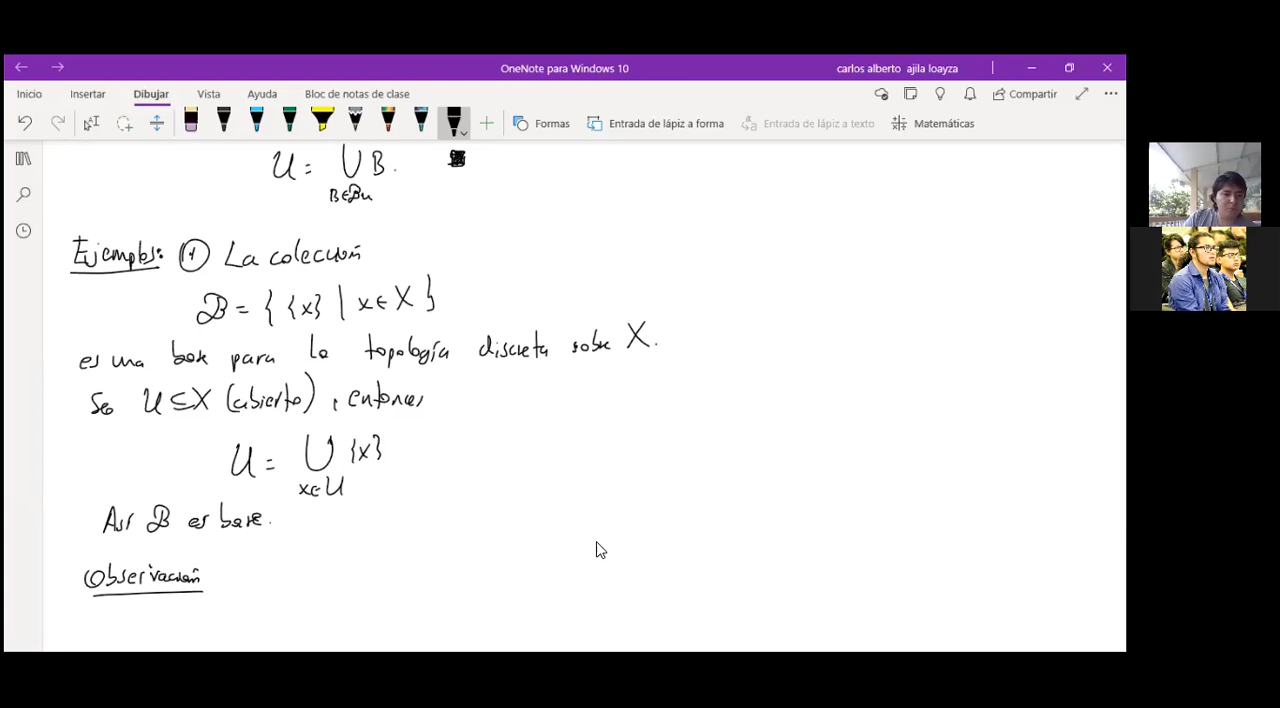 OneNote para Windows 10
carlos alberto ajila loayza
Inicio Insertar Dibujar Vista Ayuda Bloc de notas de clase
Compartir
Formas Entrada de lápiz a forma Entrada de lápiz a texto Matemáticas
U = ⋃ B.
B∈ℬu
Ejemplos: ① La colección
ℬ = { {x} | x ∈ X }
es una base para la topología discreta sobre X.
Sea U ⊆ X (abierto), entonces
U = ⋃ {x}
x∈U
Así ℬ es base.
Observación